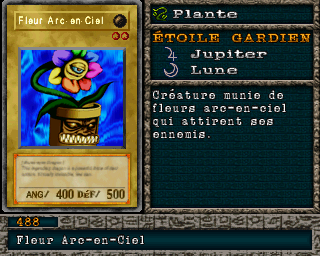 Fleur Arc-en-Ciel
ANG/ 400 DÉF/ 500
Plante
ÉTOILE GARDIEN
Jupiter
Lune
Créature munie de
fleurs arc-en-ciel
qui attirent ses
ennemis.
488
Fleur Arc-en-Ciel